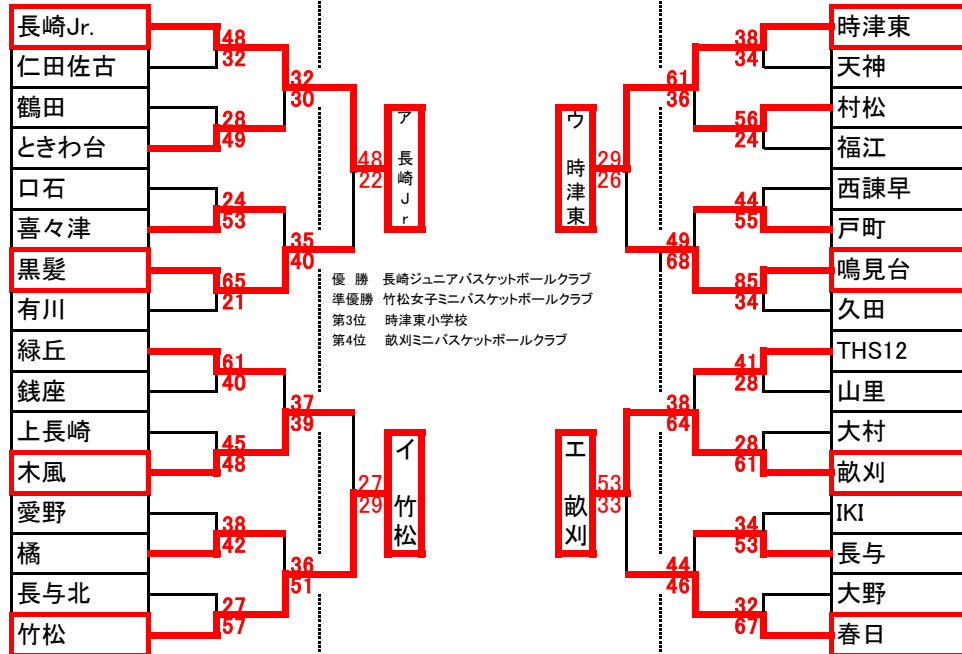 長崎Jr.
仁田佐古
鶴田
ときわ台
口石
喜々津
黒髪
有川
緑丘
銭座
上長崎
木風
愛野
橘
長与北
竹松
48
32
28
49
24
53
65
21
61
40
45
48
38
42
27
57
32
30
35
40
37
39
36
51
48
22
27
29
ア 長崎Jr
イ 竹松
優 勝 長崎ジュニアバスケットボールクラブ
準優勝 竹松女子ミニバスケットボールクラブ
第3位 時津東小学校
第4位 畝刈ミニバスケットボールクラブ
ウ 時津東
エ 畝刈
29
26
53
33
61
36
49
68
38
64
44
46
38
34
56
24
44
55
85
34
41
28
28
61
34
53
32
67
時津東
天神
村松
福江
西諫早
戸町
鳴見台
久田
THS12
山里
大村
畝刈
IKI
長与
大野
春日